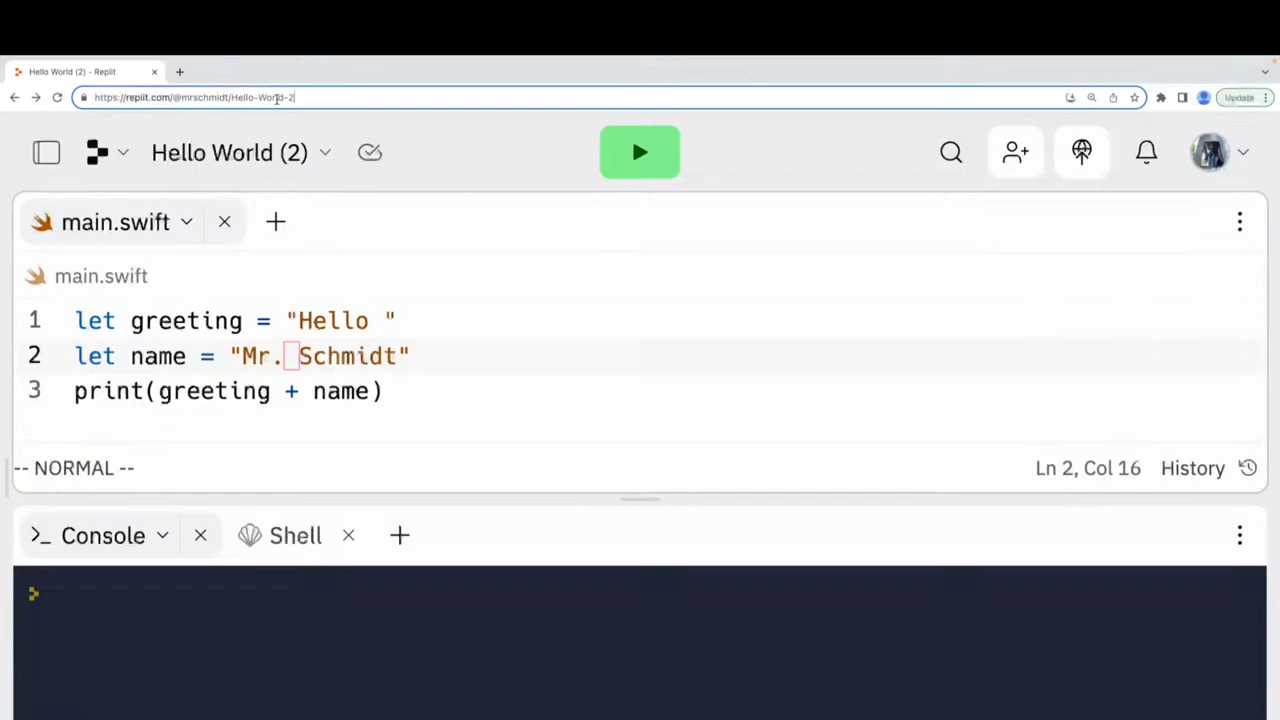 Hello World (2) - Replit
https://replit.com/@mrschmidt/Hello-World-2
Update
Hello World (2)
main.swift
main.swift
1 let greeting = "Hello "
2 let name = "Mr. Schmidt"
3 print(greeting + name)
-- NORMAL --
Ln 2, Col 16 History
Console
Shell